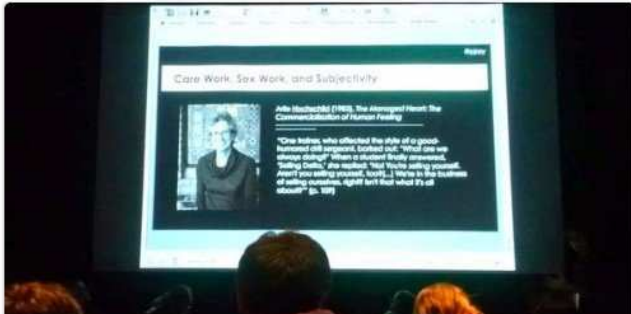 Care Work, Sex Work, and Subjectivity
Arlie Hochschild (1983), The Managed Heart: The
Commercialization of Human Feeling
"One trainer, who affected the style of a good-
humored drill sergeant, barked out: "What are we
always doing?" When a student finally answered,
'Selling Delta,' she replied: "No! You're selling yourself.
Aren't you selling yourself, too?(...) We're in the business
of selling ourselves, right? Isn't that what it's all
about?" (p. 109)